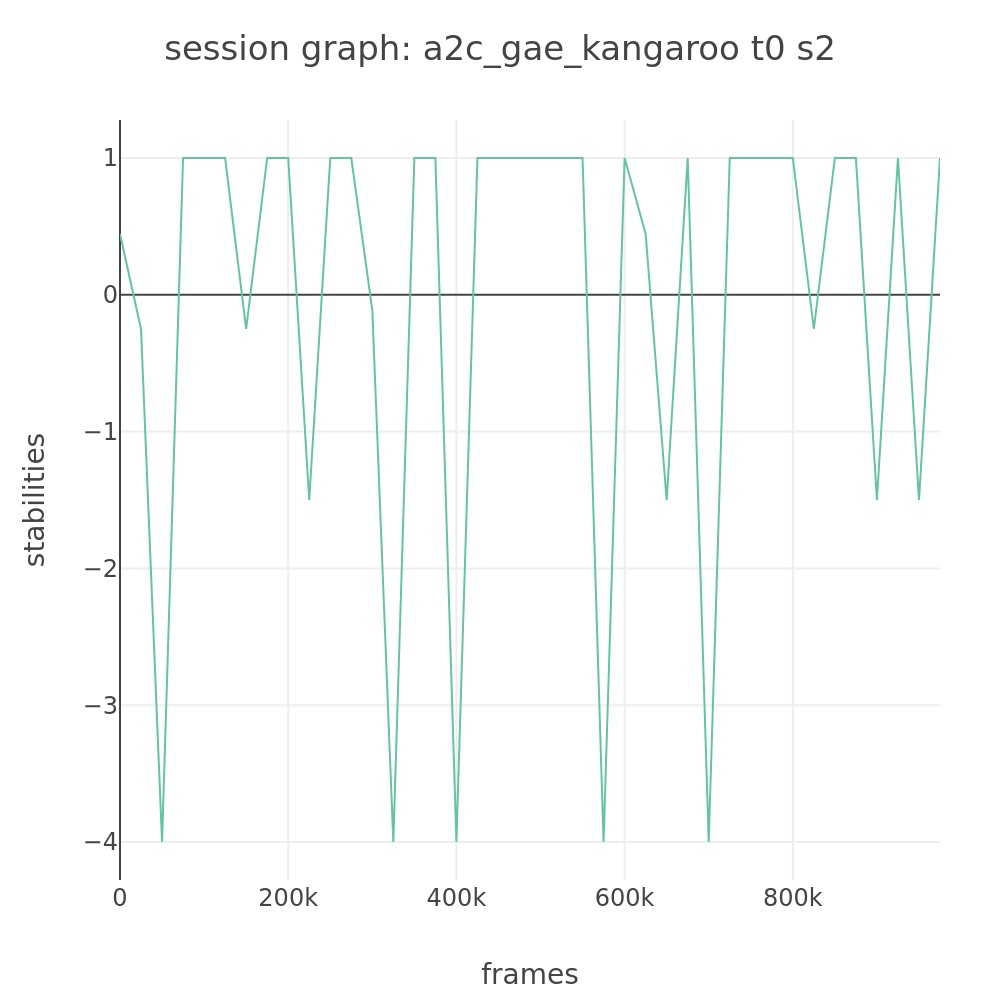 session graph: a2c_gae_kangaroo t0 s2
stabilities
1
0
−1
−2
−3
−4
0 200k 400k 600k 800k
frames